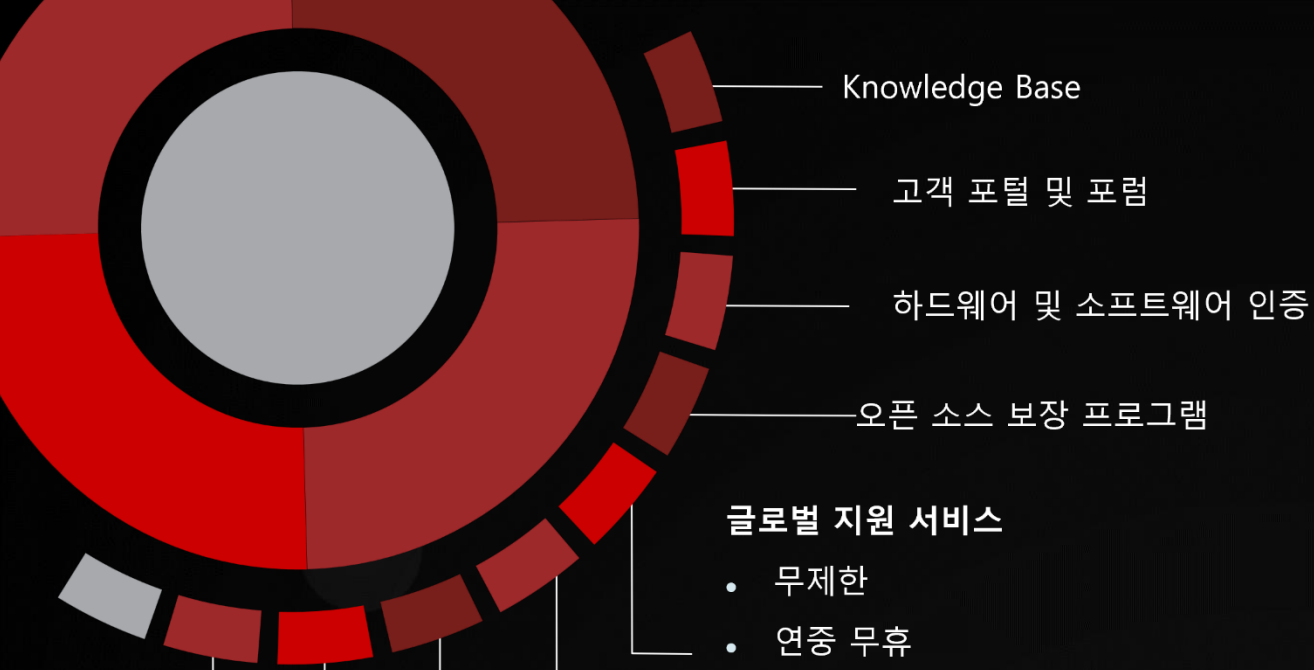 Knowledge Base
고객 포털 및 포럼
하드웨어 및 소프트웨어 인증
오픈 소스 보장 프로그램
글로벌 지원 서비스
• 무제한
• 연중 무휴